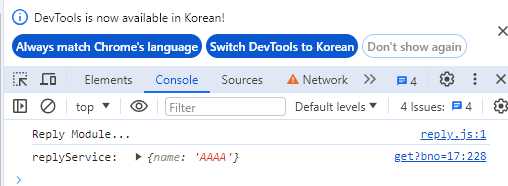 DevTools is now available in Korean!
Always match Chrome's language Switch DevTools to Korean Don't show again
Elements Console Sources Network 4
top Filter Default levels 4 Issues: 4
Reply Module... reply.js:1
replyService: {name: 'AAAA'} get?bno=17:228